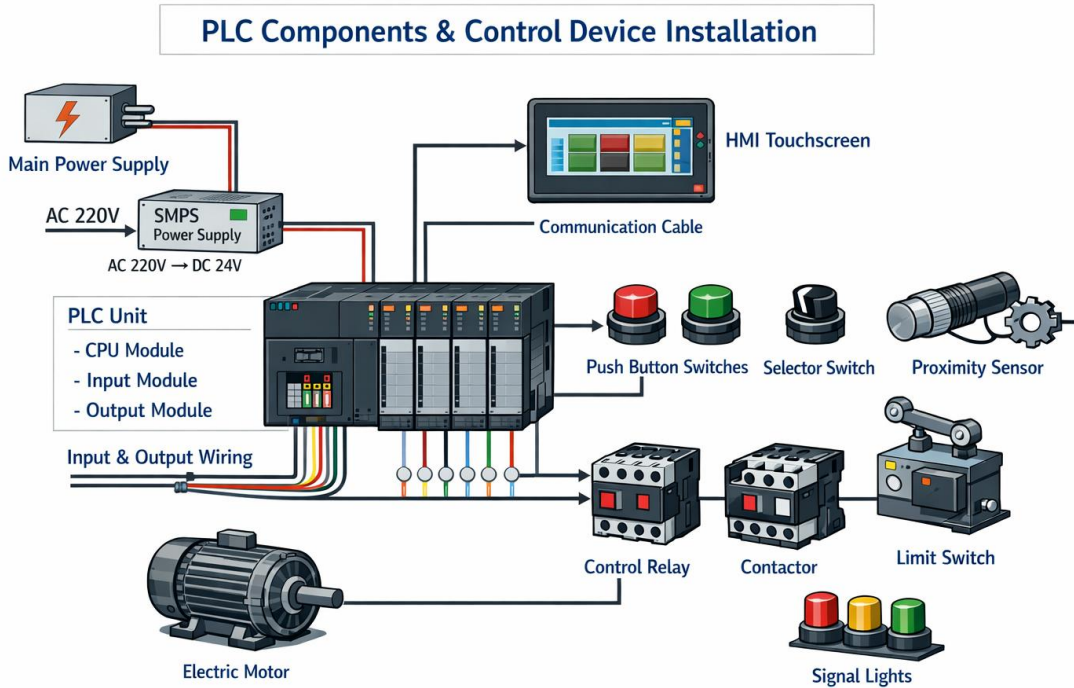 PLC Components & Control Device Installation
Main Power Supply
HMI Touchscreen
AC 220V
SMPS
Power Supply
AC 220V → DC 24V
Communication Cable
PLC Unit
- CPU Module
- Input Module
- Output Module
Push Button Switches
Selector Switch
Proximity Sensor
Input & Output Wiring
Control Relay
Contactor
Limit Switch
Electric Motor
Signal Lights